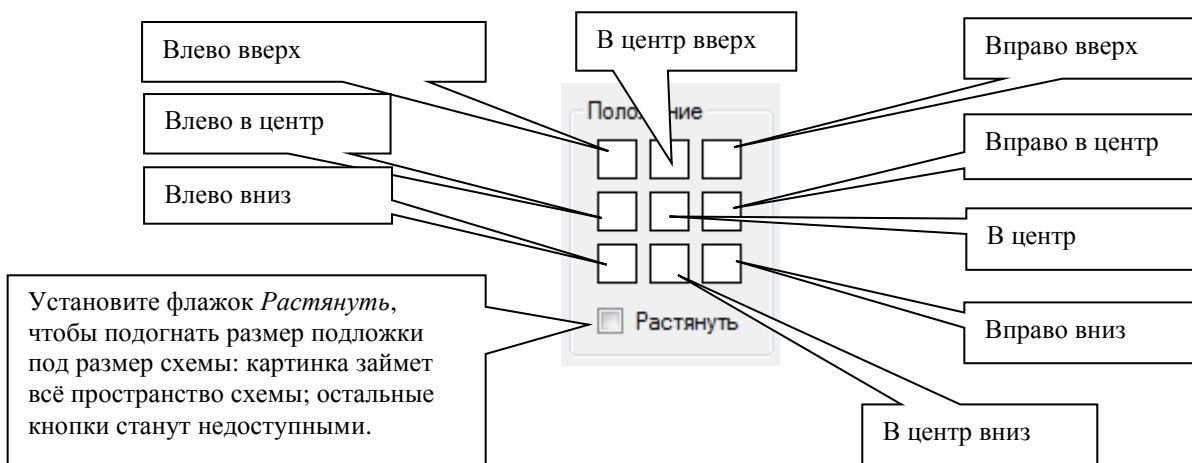 В центр вверх
Влево вверх
Вправо вверх
Влево в центр
Вправо в центр
Влево вниз
В центр
Вправо вниз
В центр вниз
Растянуть
Установите флажок Растянуть,
чтобы подогнать размер подложки
под размер схемы: картинка займет
всё пространство схемы; остальные
кнопки станут недоступными.